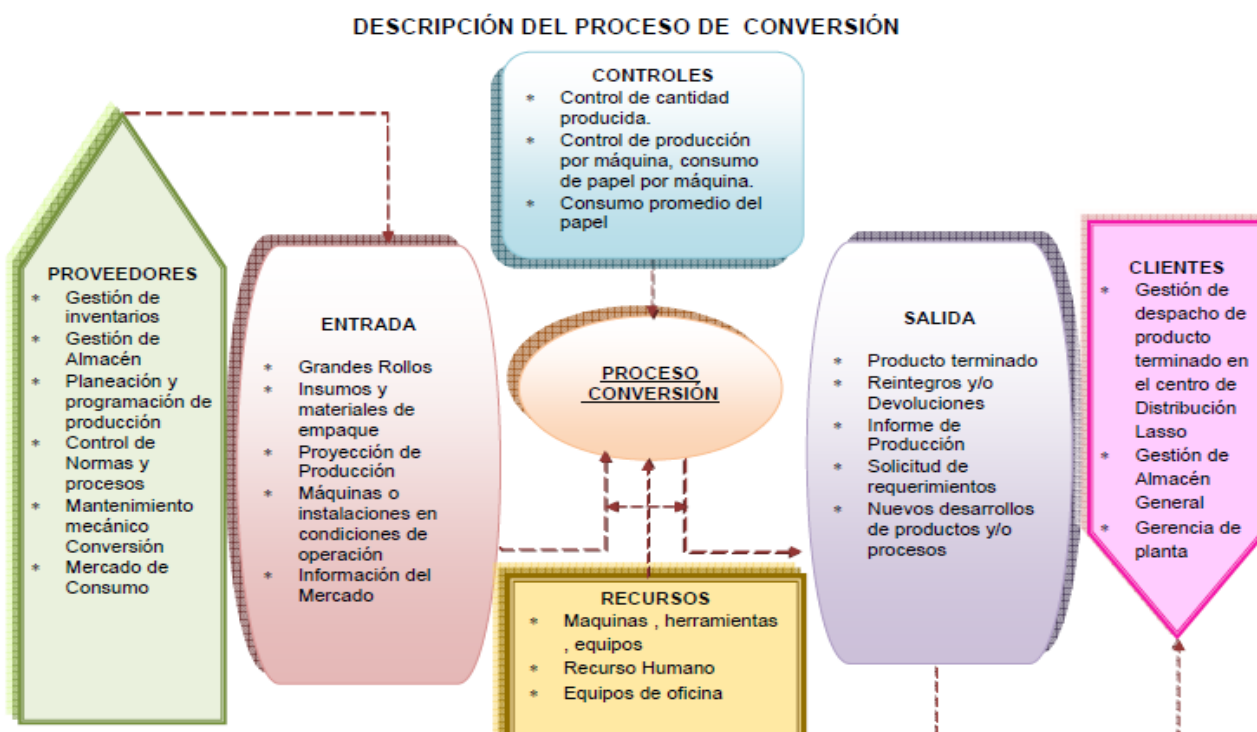 DESCRIPCIÓN DEL PROCESO DE CONVERSIÓN
PROVEEDORES
* Gestión de
inventarios
* Gestión de
Almacén
* Planeación y
programación de
producción
* Control de
Normas y
procesos
* Mantenimiento
mecánico
Conversión
* Mercado de
Consumo
ENTRADA
* Grandes Rollos
* Insumos y
materiales de
empaque
* Proyección de
Producción
* Máquinas o
instalaciones en
condiciones de
operación
* Información del
Mercado
CONTROLES
* Control de cantidad
producida.
* Control de producción
por máquina, consumo
de papel por máquina.
* Consumo promedio del
papel
PROCESO
CONVERSIÓN
RECURSOS
* Maquinas , herramientas
, equipos
* Recurso Humano
* Equipos de oficina
SALIDA
* Producto terminado
* Reintegros y/o
Devoluciones
* Informe de
Producción
* Solicitud de
requerimientos
* Nuevos desarrollos
de productos y/o
procesos
CLIENTES
* Gestión de
despacho de
producto
terminado en
el centro de
Distribución
Lasso
* Gestión de
Almacén
General
* Gerencia de
planta